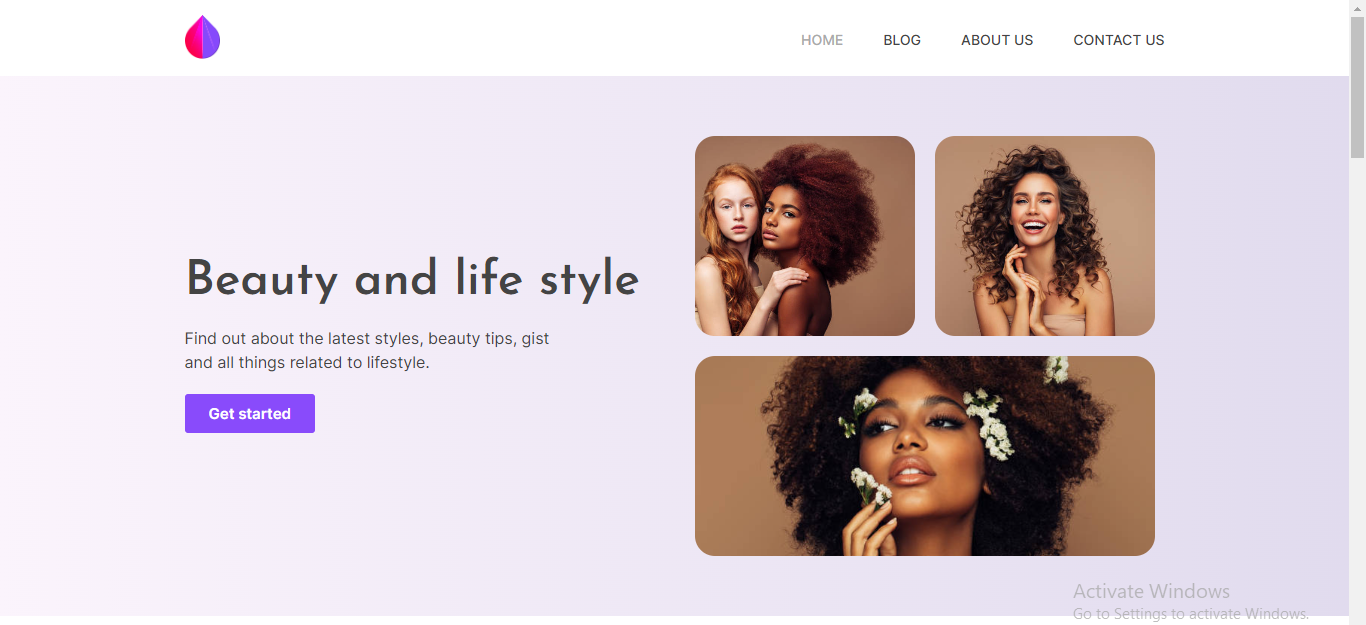 HOME
BLOG
ABOUT US
CONTACT US
Beauty and life style
Find out about the latest styles, beauty tips, gist
and all things related to lifestyle.
Get started
Activate Windows
Go to Settings to activate Windows.